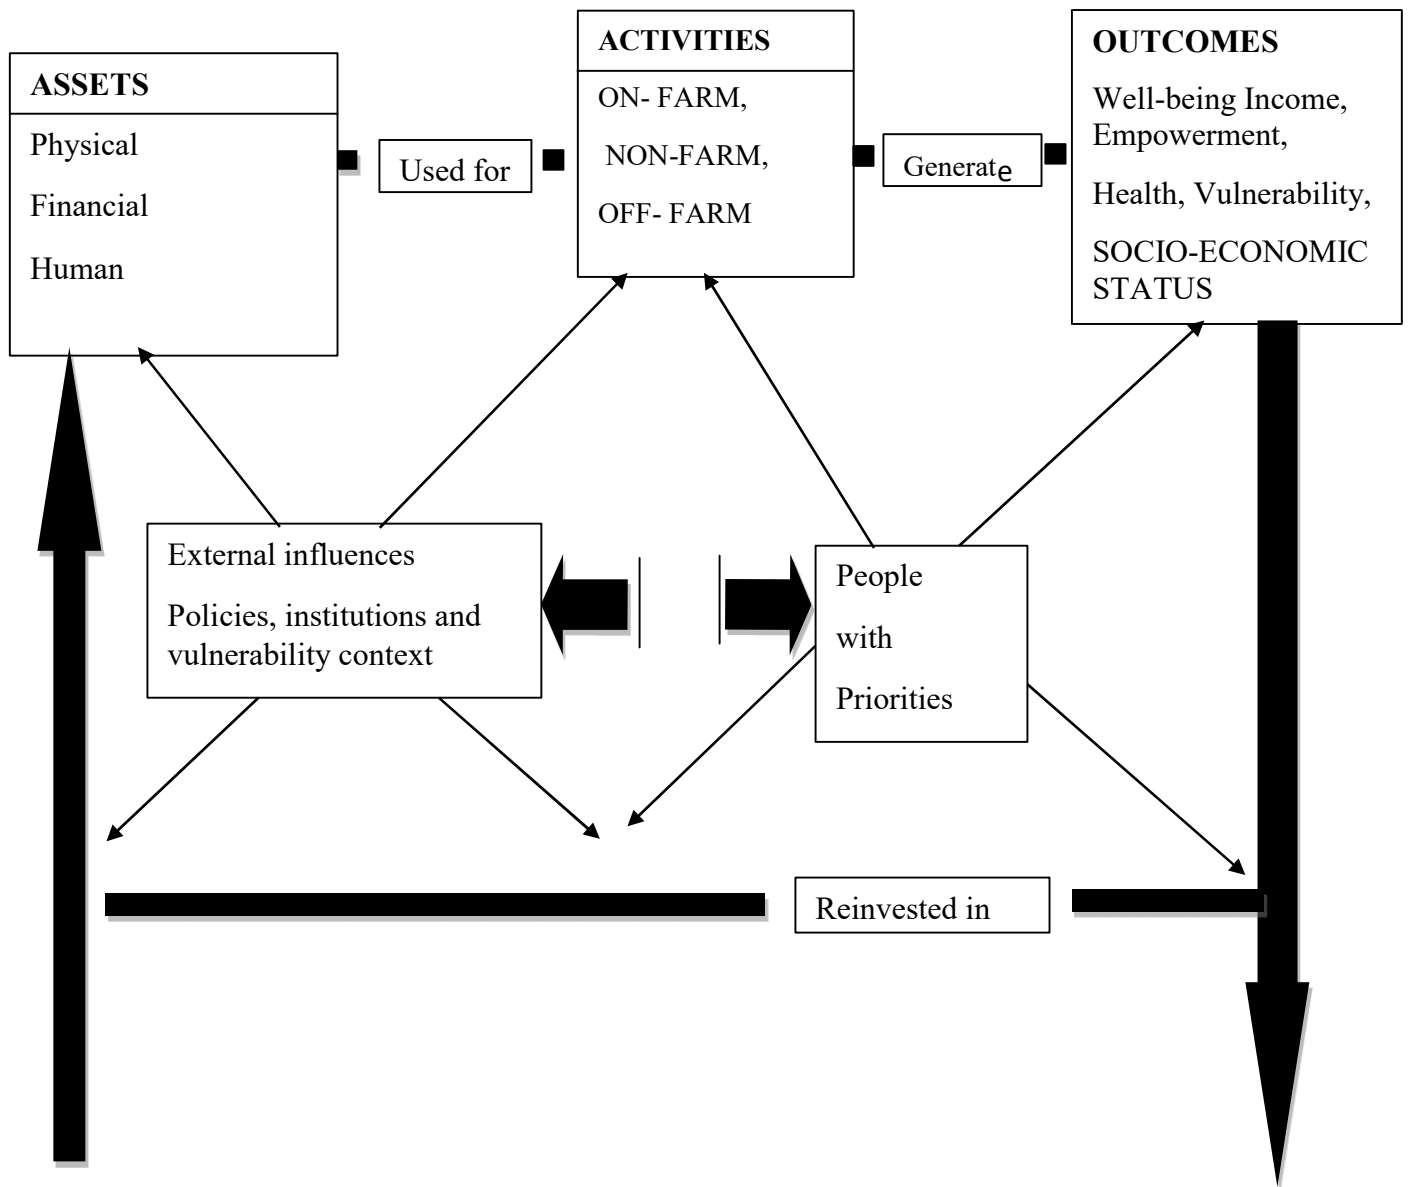 ASSETS
Physical
Financial
Human
Used for
ACTIVITIES
ON- FARM,
NON-FARM,
OFF- FARM
Generate
OUTCOMES
Well-being Income,
Empowerment,
Health, Vulnerability,
SOCIO-ECONOMIC
STATUS
External influences
Policies, institutions and
vulnerability context
People
with
Priorities
Reinvested in